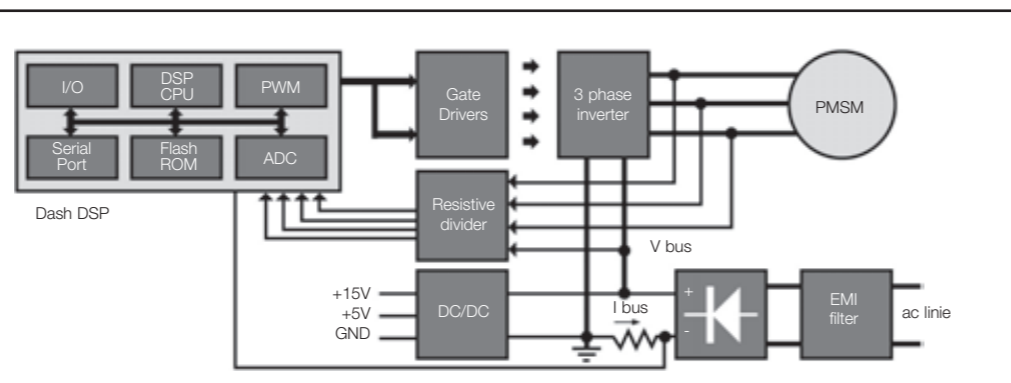 I/O
DSP
CPU
PWM
Serial
Port
Flash
ROM
ADC
Dash DSP
Gate
Drivers
3 phase
inverter
PMSM
Resistive
divider
V bus
+15V
+5V
GND
DC/DC
I bus
+
-
EMI
filter
ac linie